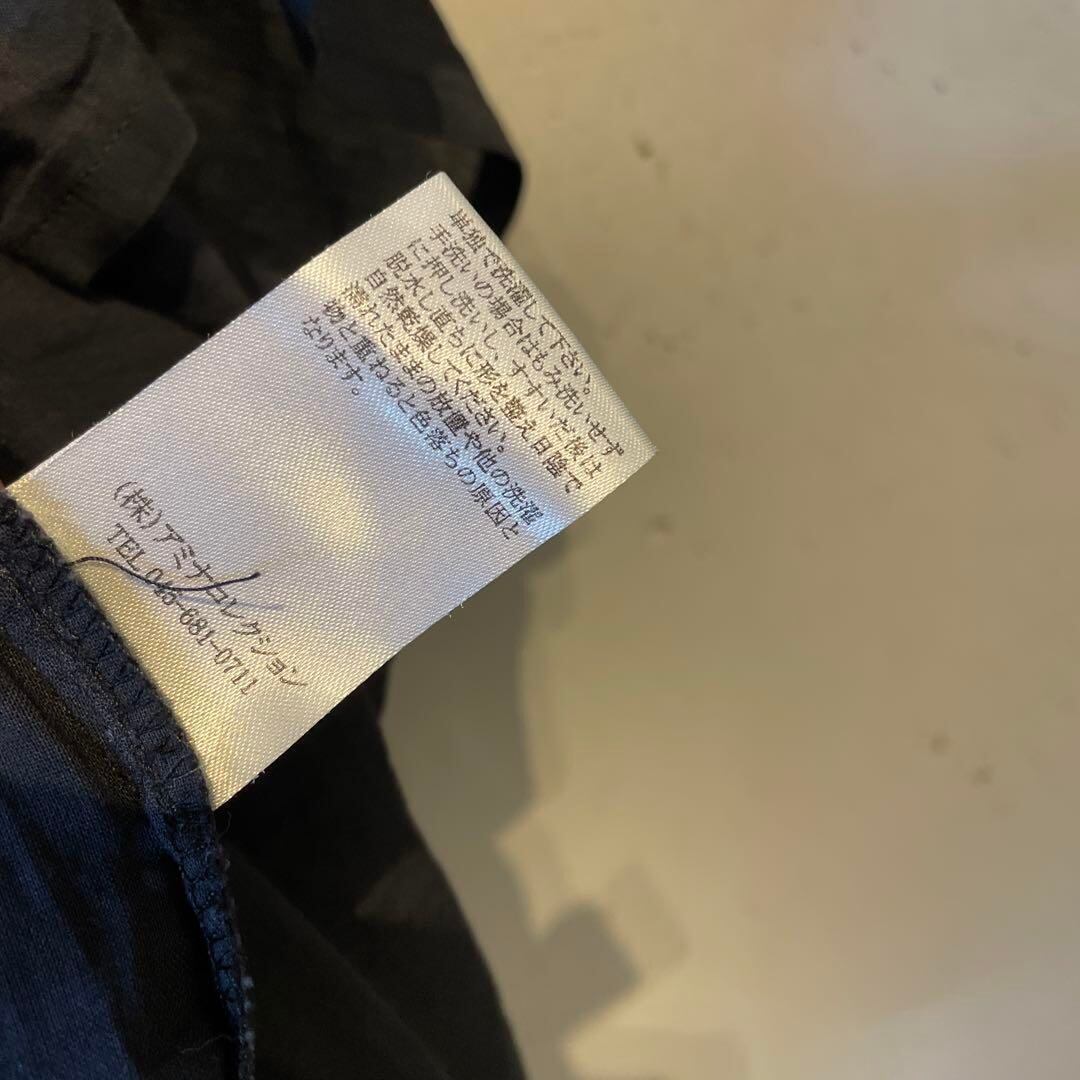 単独で洗濯して下さい。
手洗いの場合はもみ洗いせず
に押し洗いし、すすいだ後は
脱水し直ちに形を整え日陰で
自然乾燥してください。
濡れたままの放置や他の洗濯
物と重ねると色落ちの原因と
なります。
(株)アミナコレクション
TEL 045-681-0711